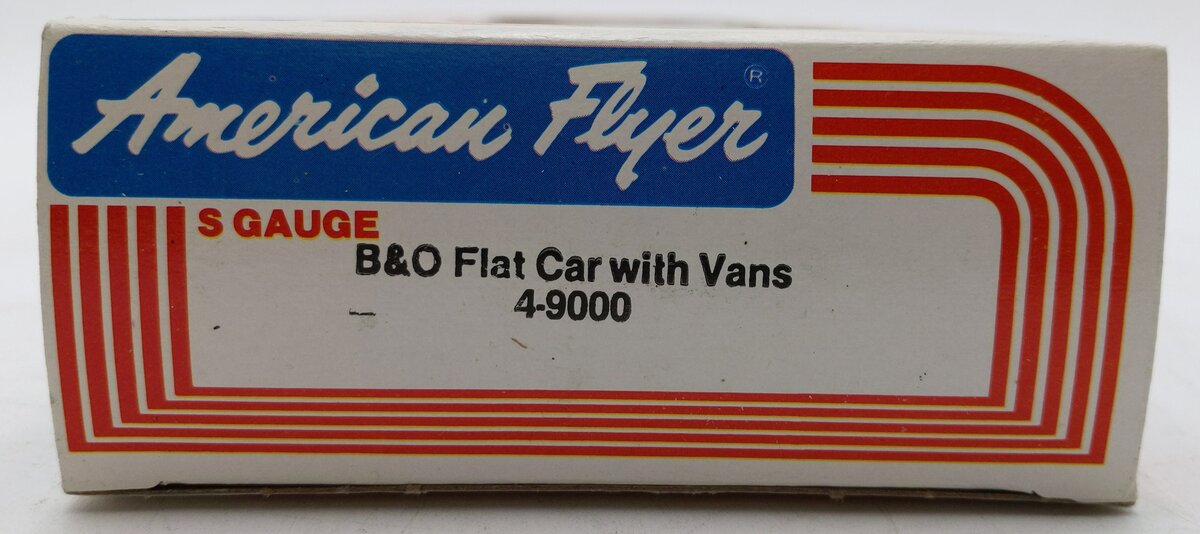 American Flyer ®
S GAUGE
B&O Flat Car with Vans
4-9000